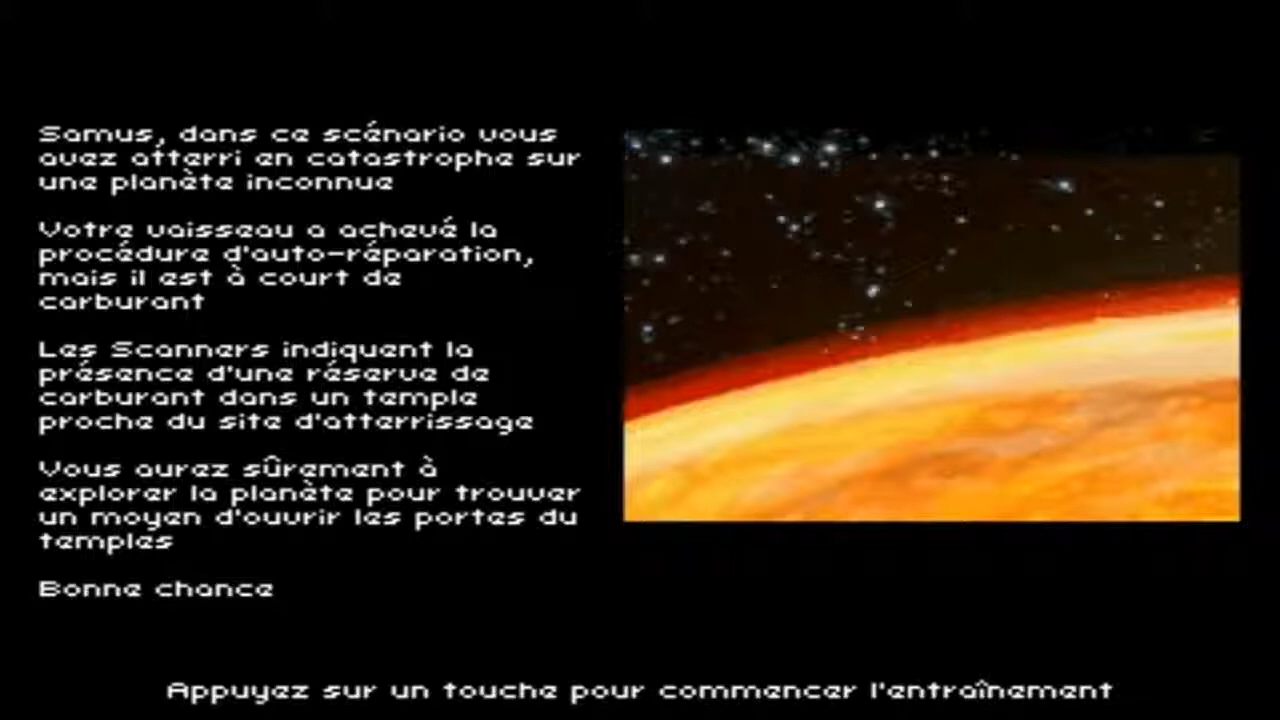 Samus, dans ce scénario vous
avez atterri en catastrophe sur
une planète inconnue
Votre vaisseau a achevé la
procédure d'auto-réparation,
mais il est à court de
carburant
Les Scanners indiquent la
présence d'une réserve de
carburant dans un temple
proche du site d'atterrissage
Vous aurez sûrement à
explorer la planète pour trouver
un moyen d'ouvrir les portes du
temples
Bonne chance
Appuyez sur un touche pour commencer l'entraînement